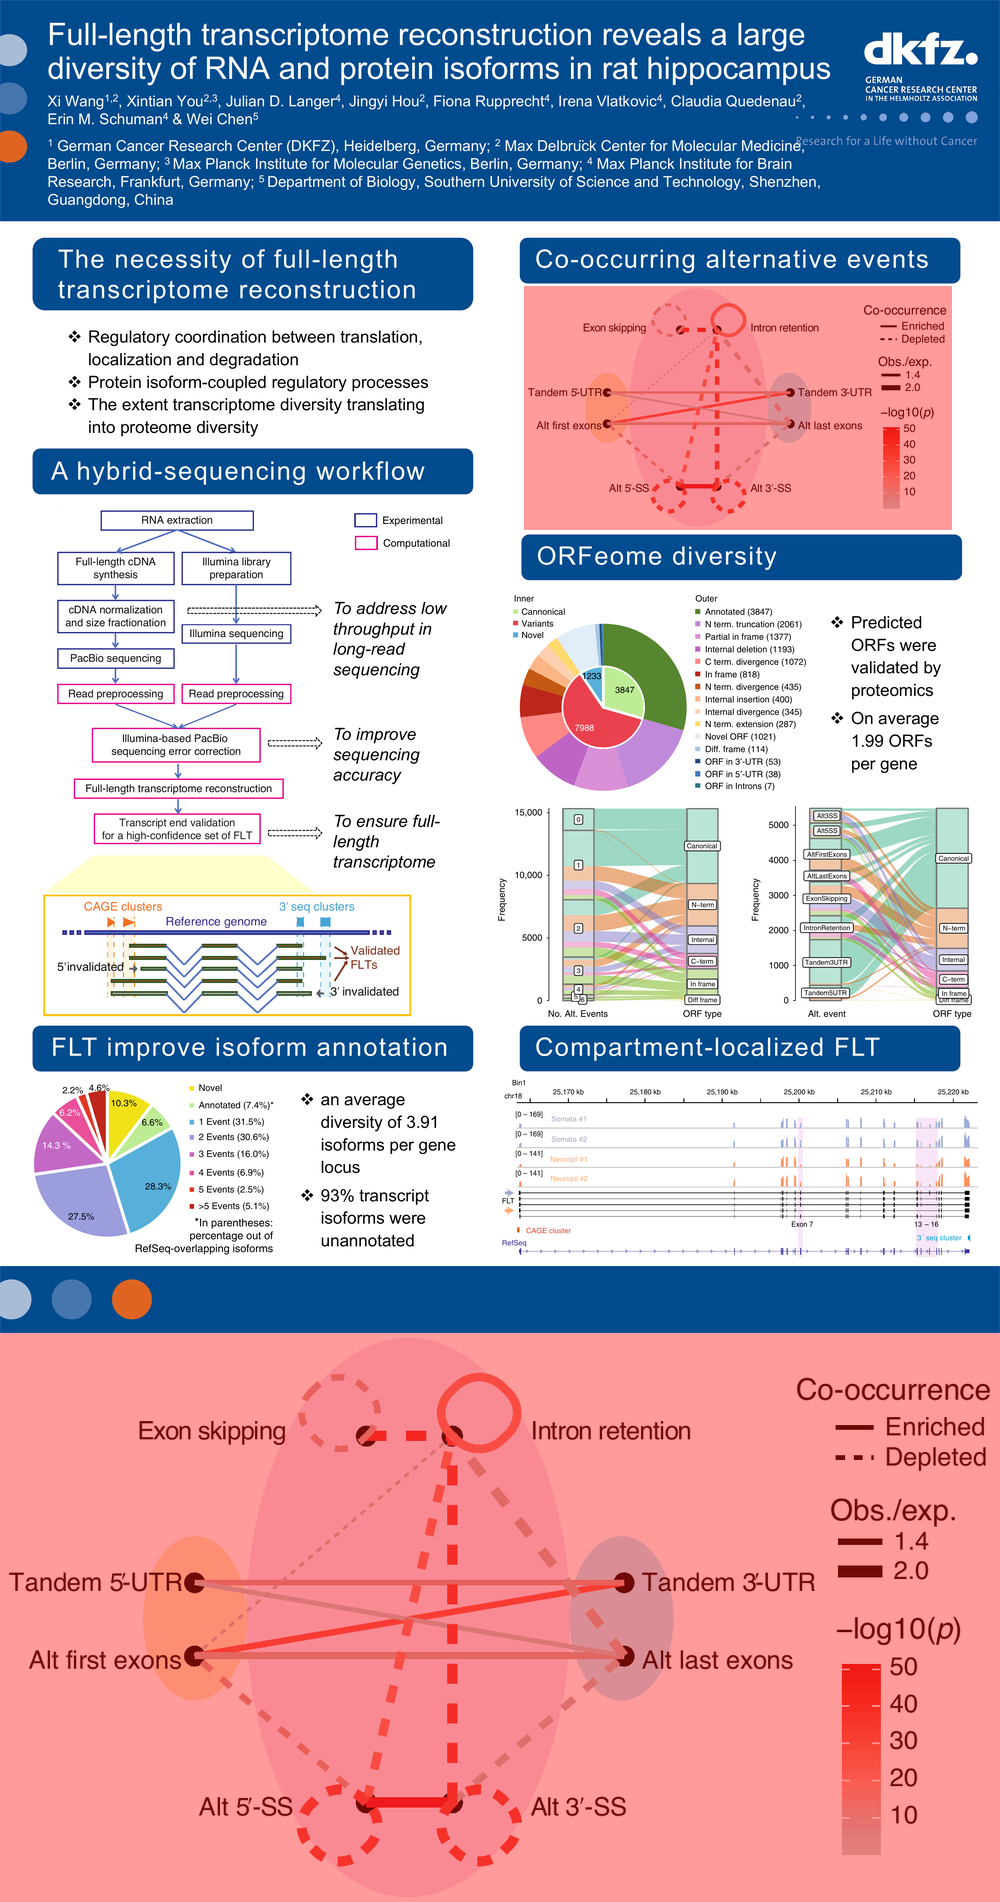 Full-length transcriptome reconstruction reveals a large
diversity of RNA and protein isoforms in rat hippocampus
Xi Wang1,2, Xintian You2,3, Julian D. Langer4, Jingyi Hou2, Fiona Rupprecht4, Irena Vlatkovic4, Claudia Quedenau2,
Erin M. Schuman4 & Wei Chen5
1 German Cancer Research Center (DKFZ), Heidelberg, Germany; 2 Max Delbrück Center for Molecular Medicine,
Berlin, Germany; 3 Max Planck Institute for Molecular Genetics, Berlin, Germany; 4 Max Planck Institute for Brain
Research, Frankfurt, Germany; 5 Department of Biology, Southern University of Science and Technology, Shenzhen,
Guangdong, China
dkfz.
GERMAN
CANCER RESEARCH CENTER
IN THE HELMHOLTZ ASSOCIATION
Research for a Life without Cancer
The necessity of full-length
transcriptome reconstruction
❖ Regulatory coordination between translation,
localization and degradation
❖ Protein isoform-coupled regulatory processes
❖ The extent transcriptome diversity translating
into proteome diversity
A hybrid-sequencing workflow
RNA extraction
Experimental
Computational
Full-length cDNA
synthesis
Illumina library
preparation
cDNA normalization
and size fractionation
Illumina sequencing
PacBio sequencing
Read preprocessing
Read preprocessing
To address low
throughput in
long-read
sequencing
Illumina-based PacBio
sequencing error correction
To improve
sequencing
accuracy
Full-length transcriptome reconstruction
Transcript end validation
for a high-confidence set of FLT
To ensure full-
length
transcriptome
CAGE clusters
3′ seq clusters
Reference genome
5′invalidated
Validated
FLTs
3′ invalidated
FLT improve isoform annotation
2.2%
4.6%
10.3%
6.6%
28.3%
27.5%
14.3 %
6.2%
Novel
Annotated (7.4%)*
1 Event (31.5%)
2 Events (30.6%)
3 Events (16.0%)
4 Events (6.9%)
5 Events (2.5%)
>5 Events (5.1%)
*In parentheses:
percentage out of
RefSeq-overlapping isoforms
❖ an average
diversity of 3.91
isoforms per gene
locus
❖ 93% transcript
isoforms were
unannotated
Co-occurring alternative events
Exon skipping
Intron retention
Tandem 5′-UTR
Tandem 3′-UTR
Alt first exons
Alt last exons
Alt 5′-SS
Alt 3′-SS
Co-occurrence
Enriched
Depleted
Obs./exp.
1.4
2.0
−log10(p)
50
40
30
20
10
ORFeome diversity
Inner
Cannonical
Variants
Novel
1233
3847
7988
Outer
Annotated (3847)
N term. truncation (2061)
Partial in frame (1377)
Internal deletion (1193)
C term. divergence (1072)
In frame (818)
N term. divergence (435)
Internal insertion (400)
Internal divergence (345)
N term. extension (287)
Novel ORF (1021)
Diff. frame (114)
ORF in 3′-UTR (53)
ORF in 5′-UTR (38)
ORF in Introns (7)
❖ Predicted
ORFs were
validated by
proteomics
❖ On average
1.99 ORFs
per gene
Frequency
15,000
10,000
5000
0
0
1
2
3
4
5
6
Canonical
N−term
Internal
C−term
In frame
Diff frame
No. Alt. Events
ORF type
Frequency
5000
4000
3000
2000
1000
0
Alt3SS
Alt5SS
AltFirstExons
AltLastExons
ExonSkipping
IntronRetention
Tandem3UTR
Tandem5UTR
Canonical
N−term
Internal
C−term
In frame
Diff frame
Alt. event
ORF type
Compartment-localized FLT
Bin1
chr18
25,170 kb
25,180 kb
25,190 kb
25,200 kb
25,210 kb
25,220 kb
[0 – 169]
Somata #1
[0 – 169]
Somata #2
[0 – 141]
Neuropil #1
[0 – 141]
Neuropil #2
FLT
Exon 7
13 – 16
CAGE cluster
3′ seq cluster
RefSeq
Exon skipping
Intron retention
Tandem 5′-UTR
Tandem 3′-UTR
Alt first exons
Alt last exons
Alt 5′-SS
Alt 3′-SS
Co-occurrence
Enriched
Depleted
Obs./exp.
1.4
2.0
−log10(p)
50
40
30
20
10